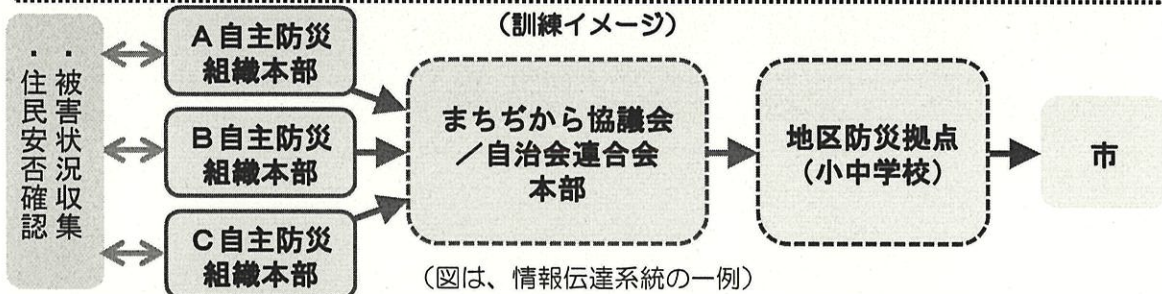 （訓練イメージ）
・被害状況収集
・住民安否確認
A自主防災
組織本部
B自主防災
組織本部
C自主防災
組織本部
まちぢから協議会
／自治会連合会
本部
地区防災拠点
（小中学校）
市
（図は、情報伝達系統の一例）